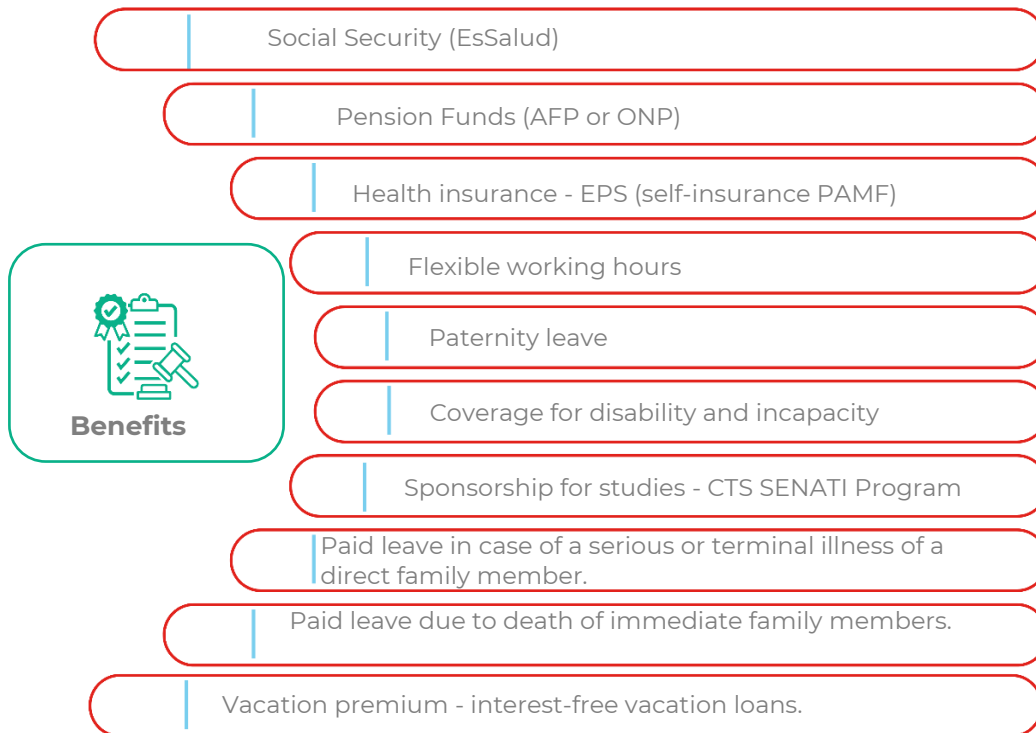 Social Security (EsSalud)
Pension Funds (AFP or ONP)
Health insurance - EPS (self-insurance PAMF)
Flexible working hours
Paternity leave
Benefits
Coverage for disability and incapacity
Sponsorship for studies - CTS SENATI Program
Paid leave in case of a serious or terminal illness of a
direct family member.
Paid leave due to death of immediate family members.
Vacation premium - interest-free vacation loans.